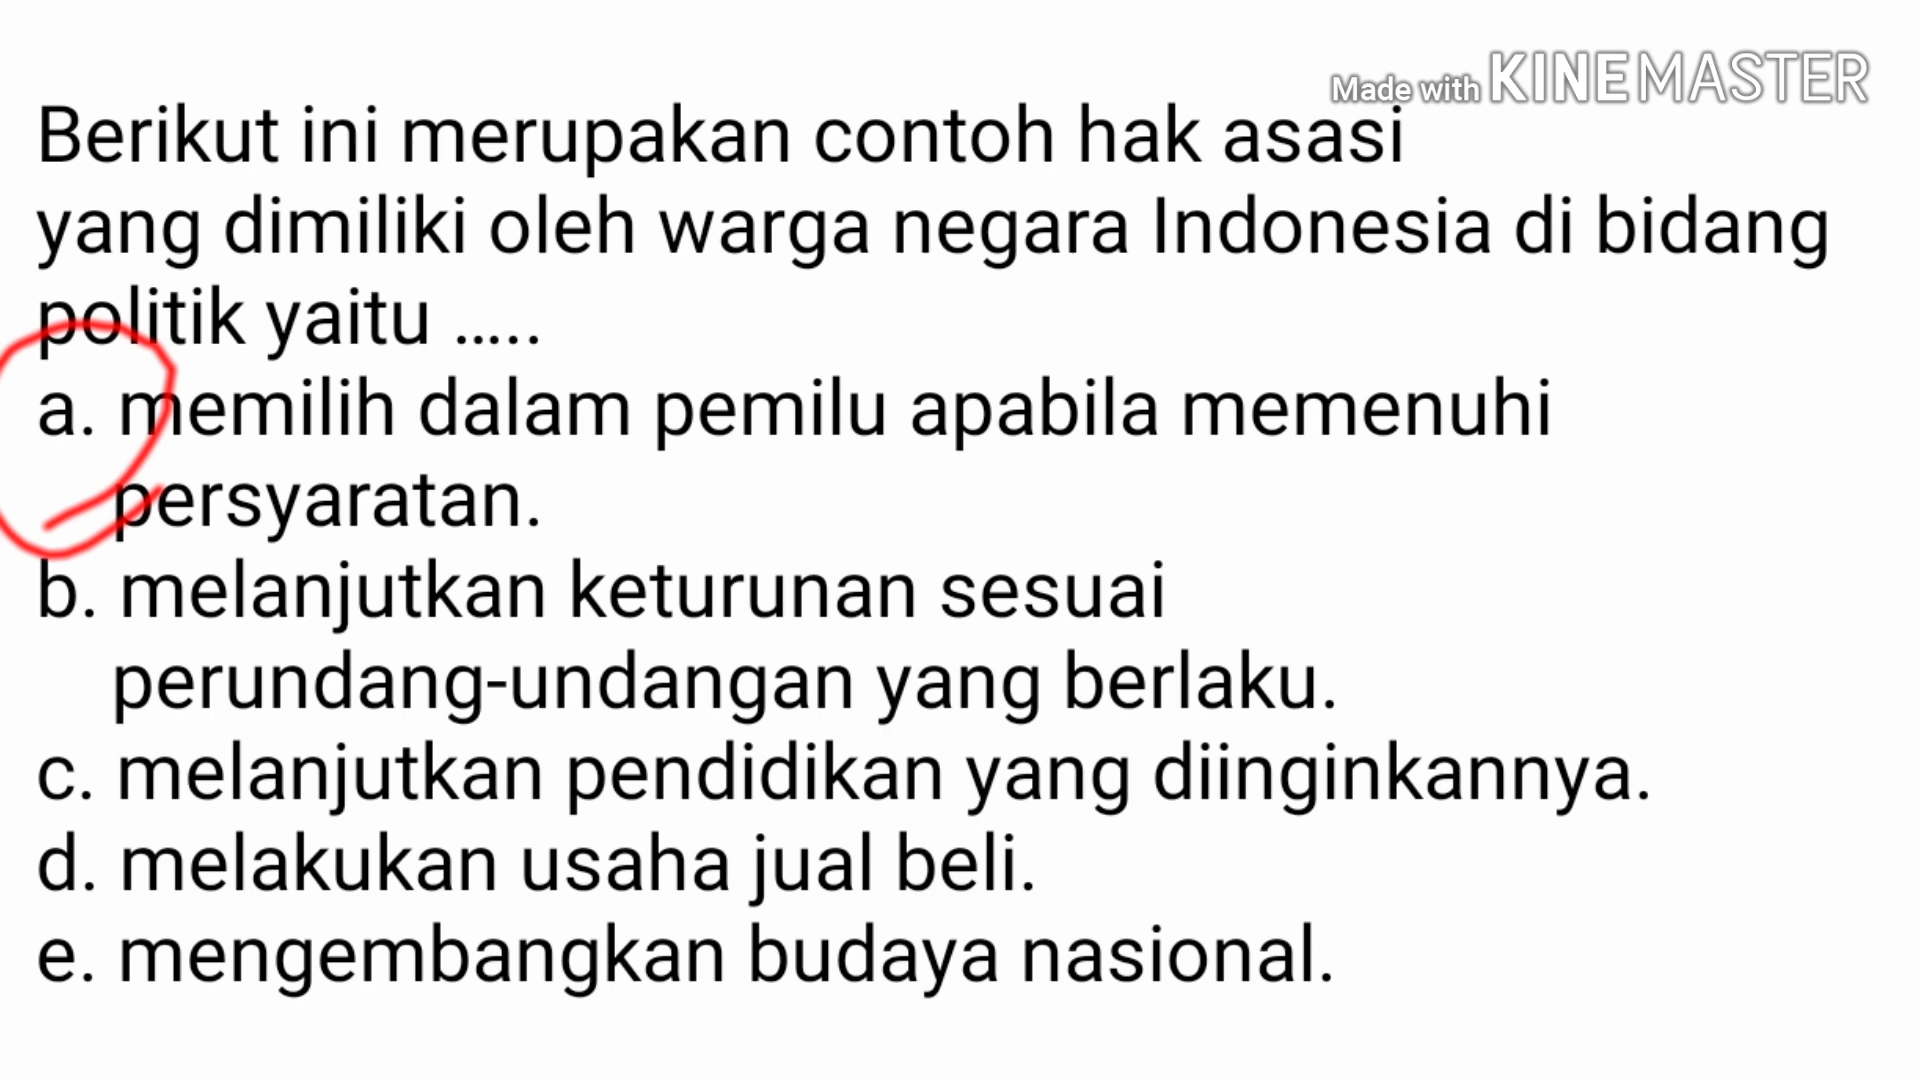 Made with KINEMASTER
Berikut ini merupakan contoh hak asasi
yang dimiliki oleh warga negara Indonesia di bidang
politik yaitu .....
a. memilih dalam pemilu apabila memenuhi
persyaratan.
b. melanjutkan keturunan sesuai
perundang-undangan yang berlaku.
c. melanjutkan pendidikan yang diinginkannya.
d. melakukan usaha jual beli.
e. mengembangkan budaya nasional.